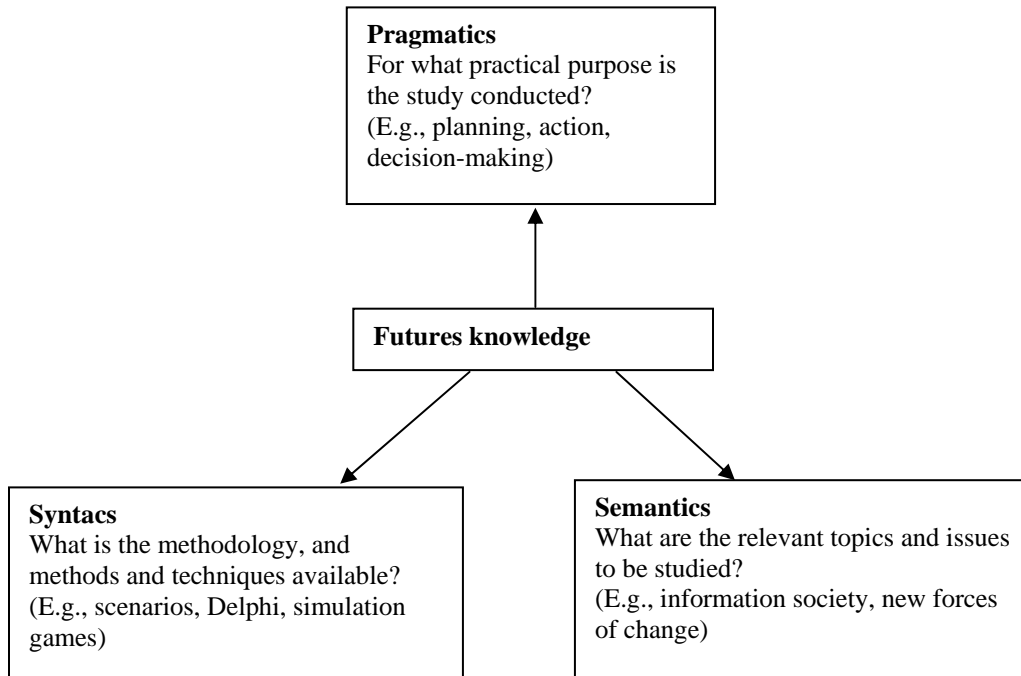 Pragmatics
For what practical purpose is
the study conducted?
(E.g., planning, action,
decision-making)
Futures knowledge
Syntacs
What is the methodology, and
methods and techniques available?
(E.g., scenarios, Delphi, simulation
games)
Semantics
What are the relevant topics and issues
to be studied?
(E.g., information society, new forces
of change)